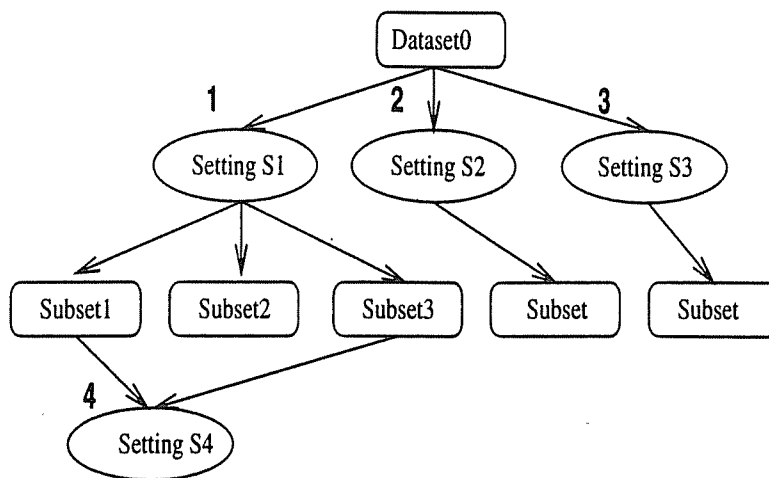 Dataset0
1 2 3
Setting S1 Setting S2 Setting S3
Subset1 Subset2 Subset3 Subset Subset
4
Setting S4